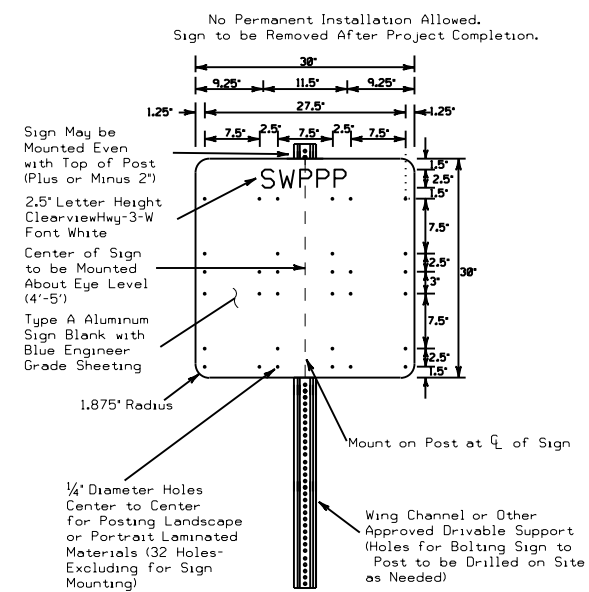 No Permanent Installation Allowed.
Sign to be Removed After Project Completion.
30"
9.25" 11.5" 9.25"
1.25" 27.5" 1.25"
7.5" 2.5" 7.5" 2.5" 7.5"
Sign May be
Mounted Even
with Top of Post
(Plus or Minus 2")
SWPPP
2.5" Letter Height
ClearviewHwy-3-W
Font White
Center of Sign
to be Mounted
About Eye Level
(4'-5')
Type A Aluminum
Sign Blank with
Blue Engineer
Grade Sheeting
1.875" Radius
1.5"
2.5"
1.5"
7.5"
2.5"
30"
3"
7.5"
2.5"
1.5"
Mount on Post at ℄ of Sign
¼" Diameter Holes
Center to Center
for Posting Landscape
or Portrait Laminated
Materials (32 Holes-
Excluding for Sign
Mounting)
Wing Channel or Other
Approved Drivable Support
(Holes for Bolting Sign to
Post to be Drilled on Site
as Needed)